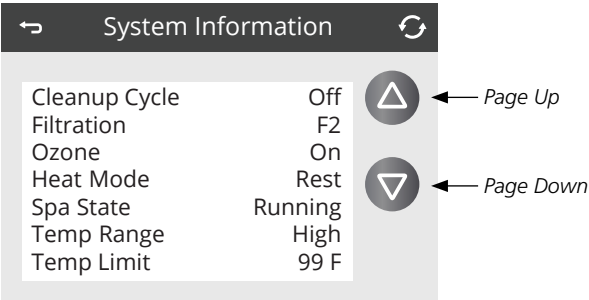 System Information
Cleanup Cycle Off
Filtration F2
Ozone On
Heat Mode Rest
Spa State Running
Temp Range High
Temp Limit 99 F
Page Up
Page Down